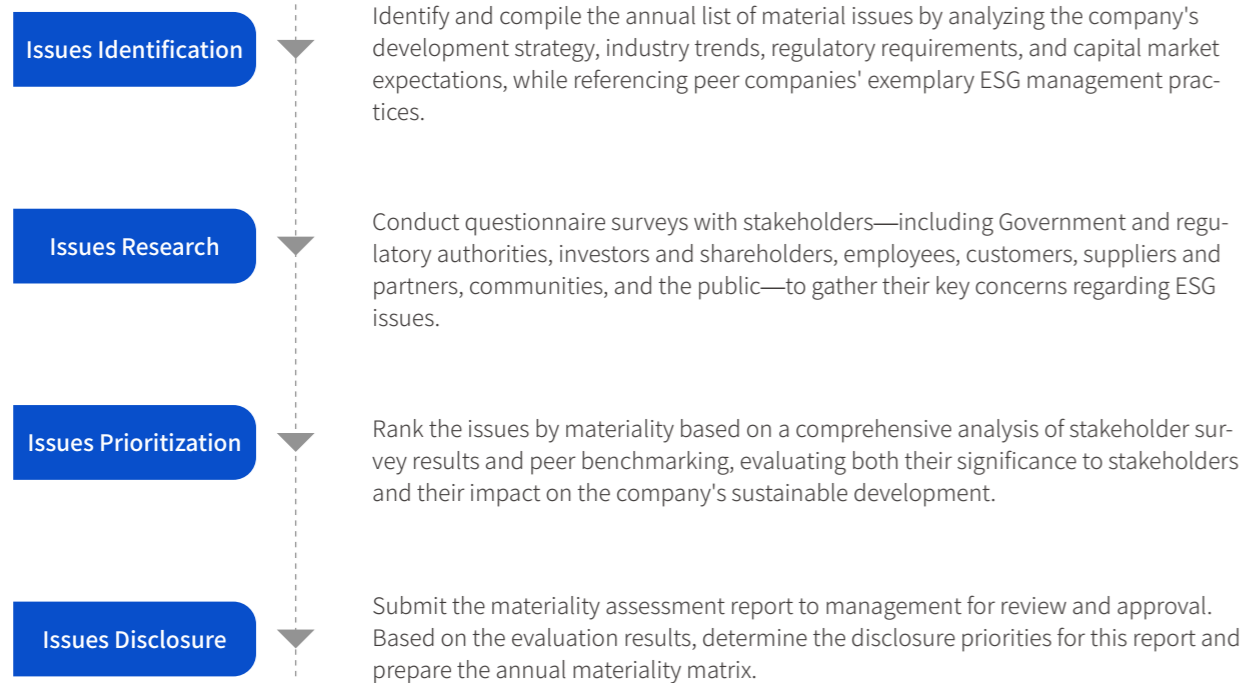 Issues Identification
Identify and compile the annual list of material issues by analyzing the company's
development strategy, industry trends, regulatory requirements, and capital market
expectations, while referencing peer companies' exemplary ESG management prac-
tices.
Issues Research
Conduct questionnaire surveys with stakeholders—including Government and regu-
latory authorities, investors and shareholders, employees, customers, suppliers and
partners, communities, and the public—to gather their key concerns regarding ESG
issues.
Issues Prioritization
Rank the issues by materiality based on a comprehensive analysis of stakeholder sur-
vey results and peer benchmarking, evaluating both their significance to stakeholders
and their impact on the company's sustainable development.
Issues Disclosure
Submit the materiality assessment report to management for review and approval.
Based on the evaluation results, determine the disclosure priorities for this report and
prepare the annual materiality matrix.